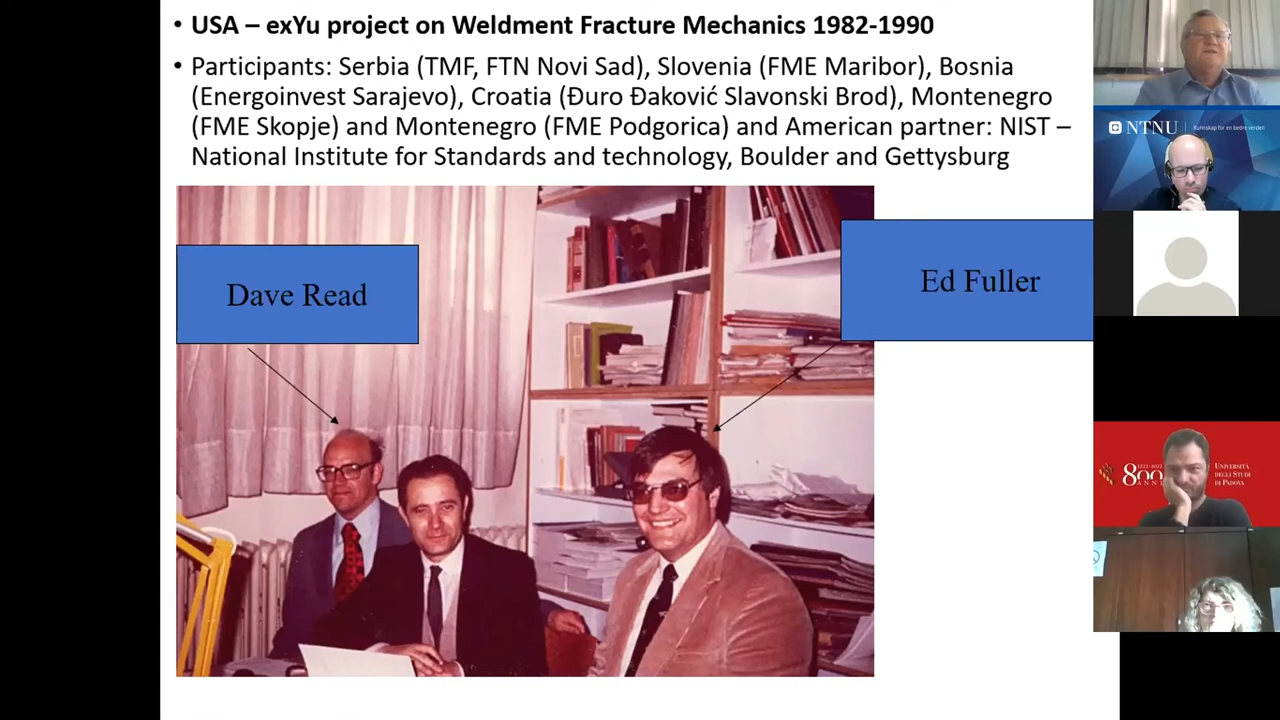 • USA – exYu project on Weldment Fracture Mechanics 1982-1990
• Participants: Serbia (TMF, FTN Novi Sad), Slovenia (FME Maribor), Bosnia
(Energoinvest Sarajevo), Croatia (Đuro Đaković Slavonski Brod), Montenegro
(FME Skopje) and Montenegro (FME Podgorica) and American partner: NIST –
National Institute for Standards and technology, Boulder and Gettysburg
Dave Read
Ed Fuller
NTNU
Kunnskap for en bedre verden
1222-2022
800
ANNI
UNIVERSITÀ
DEGLI STUDI
DI PADOVA